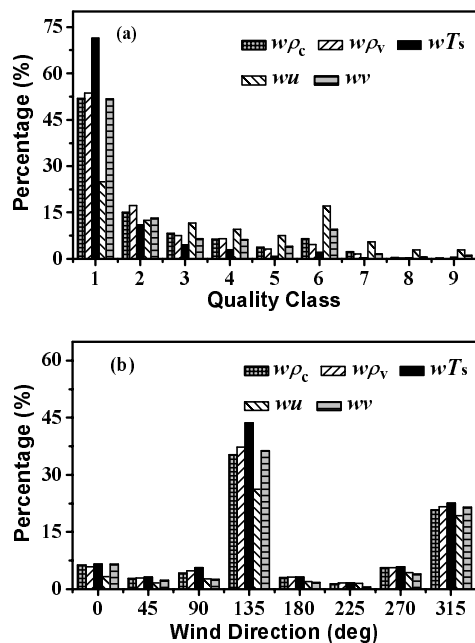 75
(a)
wρc wρv wTs
60
wu wv
45
30
15
0
Percentage (%)
1 2 3 4 5 6 7 8 9
Quality Class
60
(b)
wρc wρv wTs
wu wv
45
30
15
0
Percentage (%)
0 45 90 135 180 225 270 315
Wind Direction (deg)